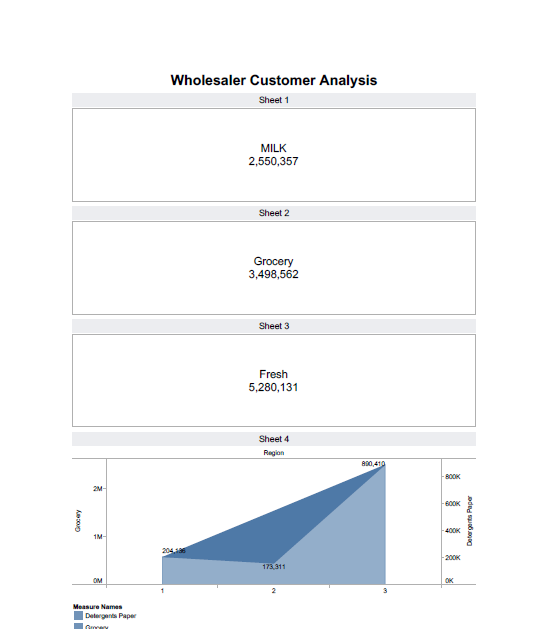 Wholesaler Customer Analysis
Sheet 1
MILK
2,550,357
Sheet 2
Grocery
3,498,562
Sheet 3
Fresh
5,280,131
Sheet 4
Region
890,410
2M
800K
600K
Grocery
Detergents Paper
1M
400K
204,136
200K
173,311
0M
0K
1 2 3
Measure Names
Detergents Paper
Grocery